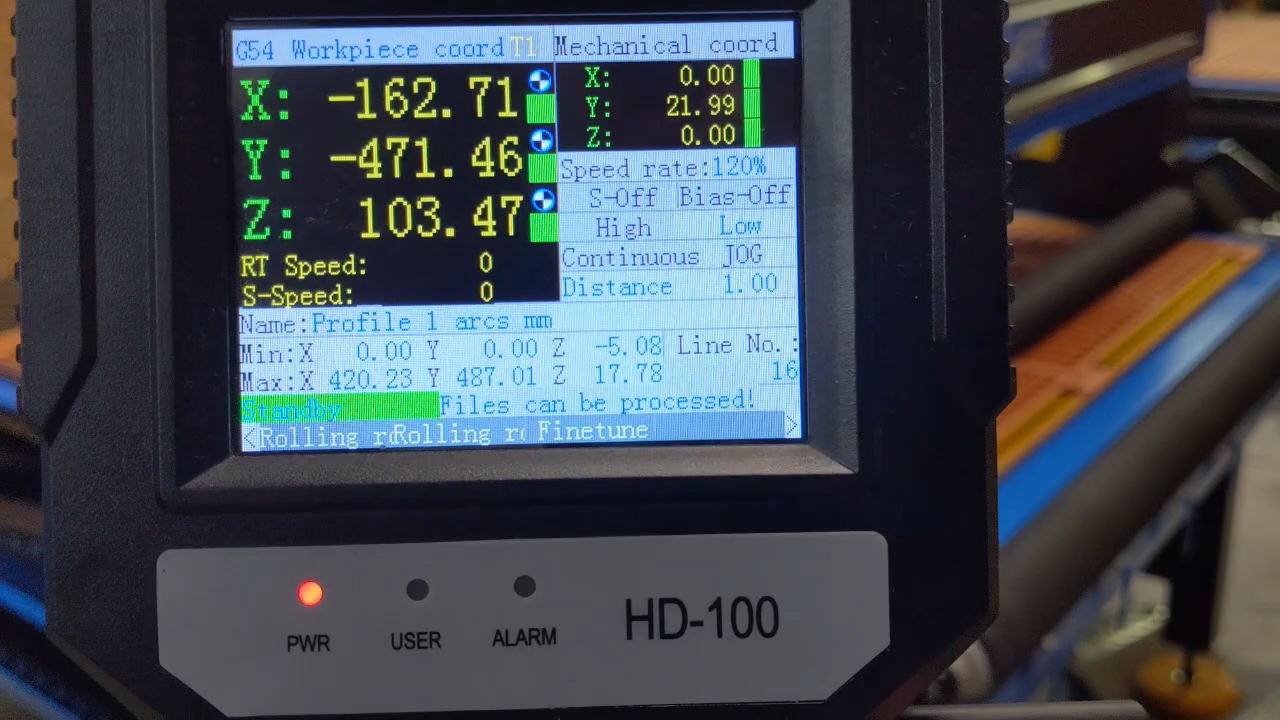 G54 Workpiece coord T1 Mechanical coord
X: -162.71
Y: -471.46
Z: 103.47
RT Speed: 0
S-Speed: 0
X: 0.00
Y: 21.99
Z: 0.00
Speed rate:120%
S-Off Bias-Off
High Low
Continuous JOG
Distance 1.00
Name:Profile 1 arcs mm
Min:X 0.00 Y 0.00 Z -5.08 Line No.:
Max:X 420.23 Y 487.01 Z 17.78 16
Standby Files can be processed!
<Rolling r Rolling r Finetune >
PWR USER ALARM HD-100